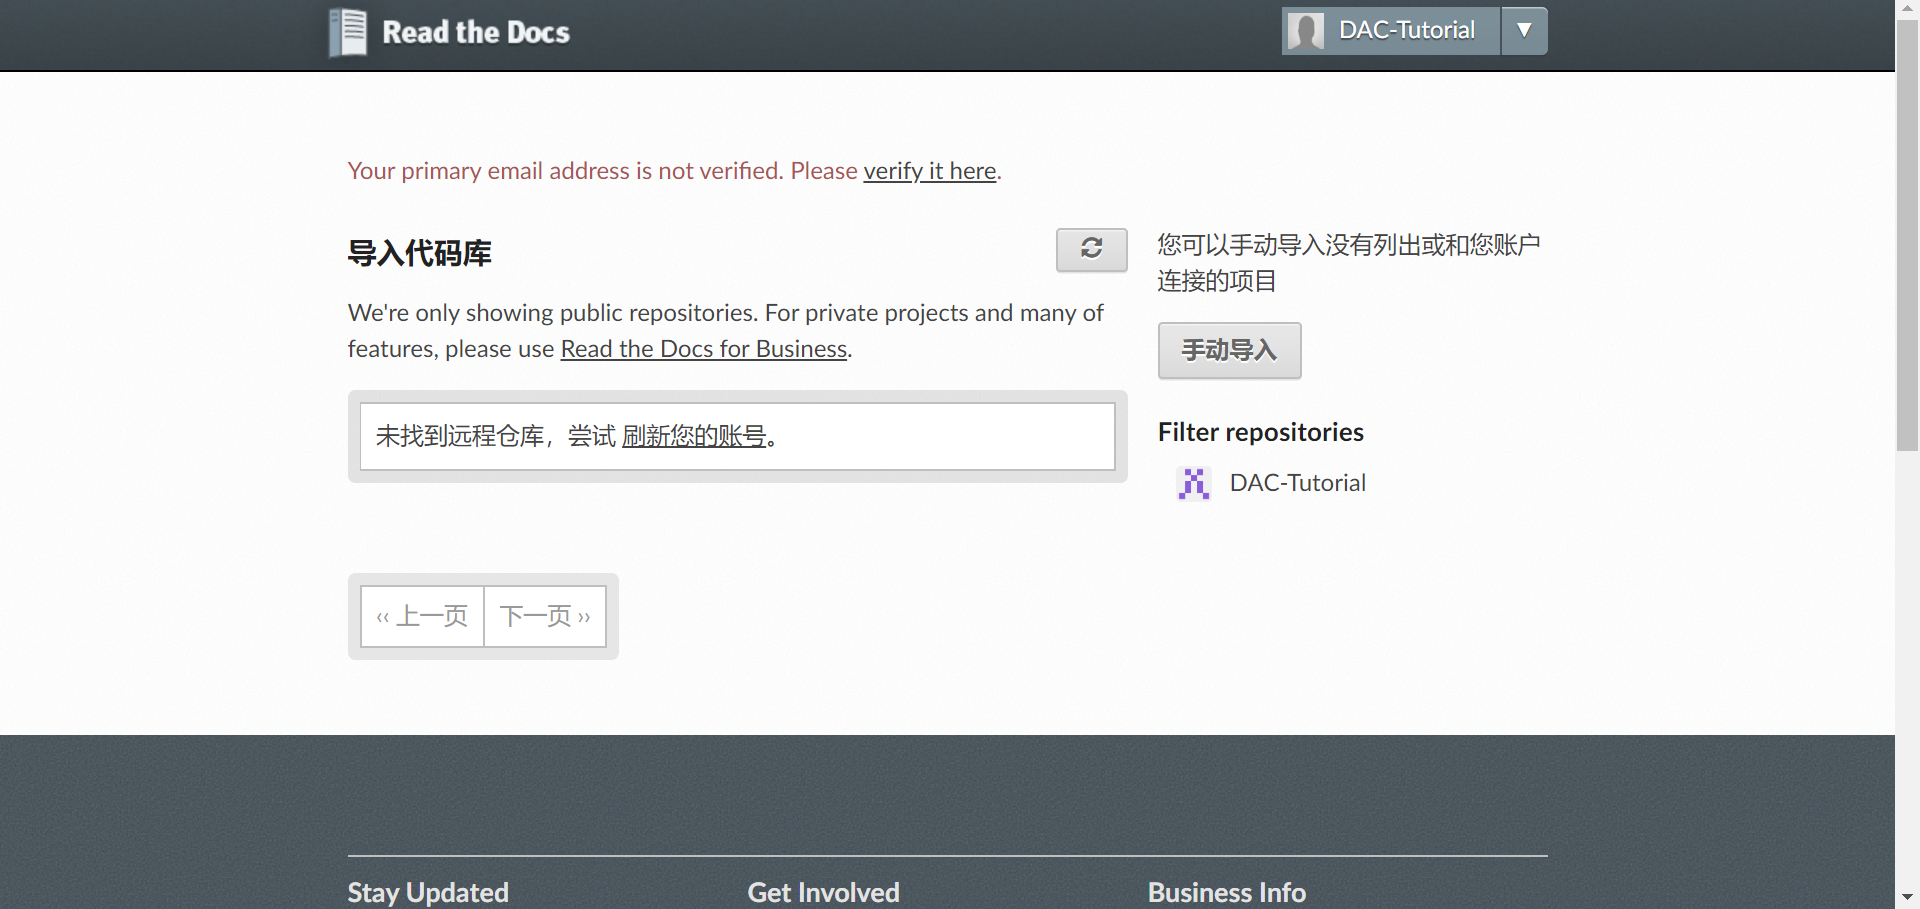 Read the Docs
DAC-Tutorial
Your primary email address is not verified. Please verify it here.
导入代码库
We're only showing public repositories. For private projects and many of
features, please use Read the Docs for Business.
未找到远程仓库，尝试 刷新您的账号。
‹‹ 上一页 下一页 ››
您可以手动导入没有列出或和您账户
连接的项目
手动导入
Filter repositories
DAC-Tutorial
Stay Updated
Get Involved
Business Info